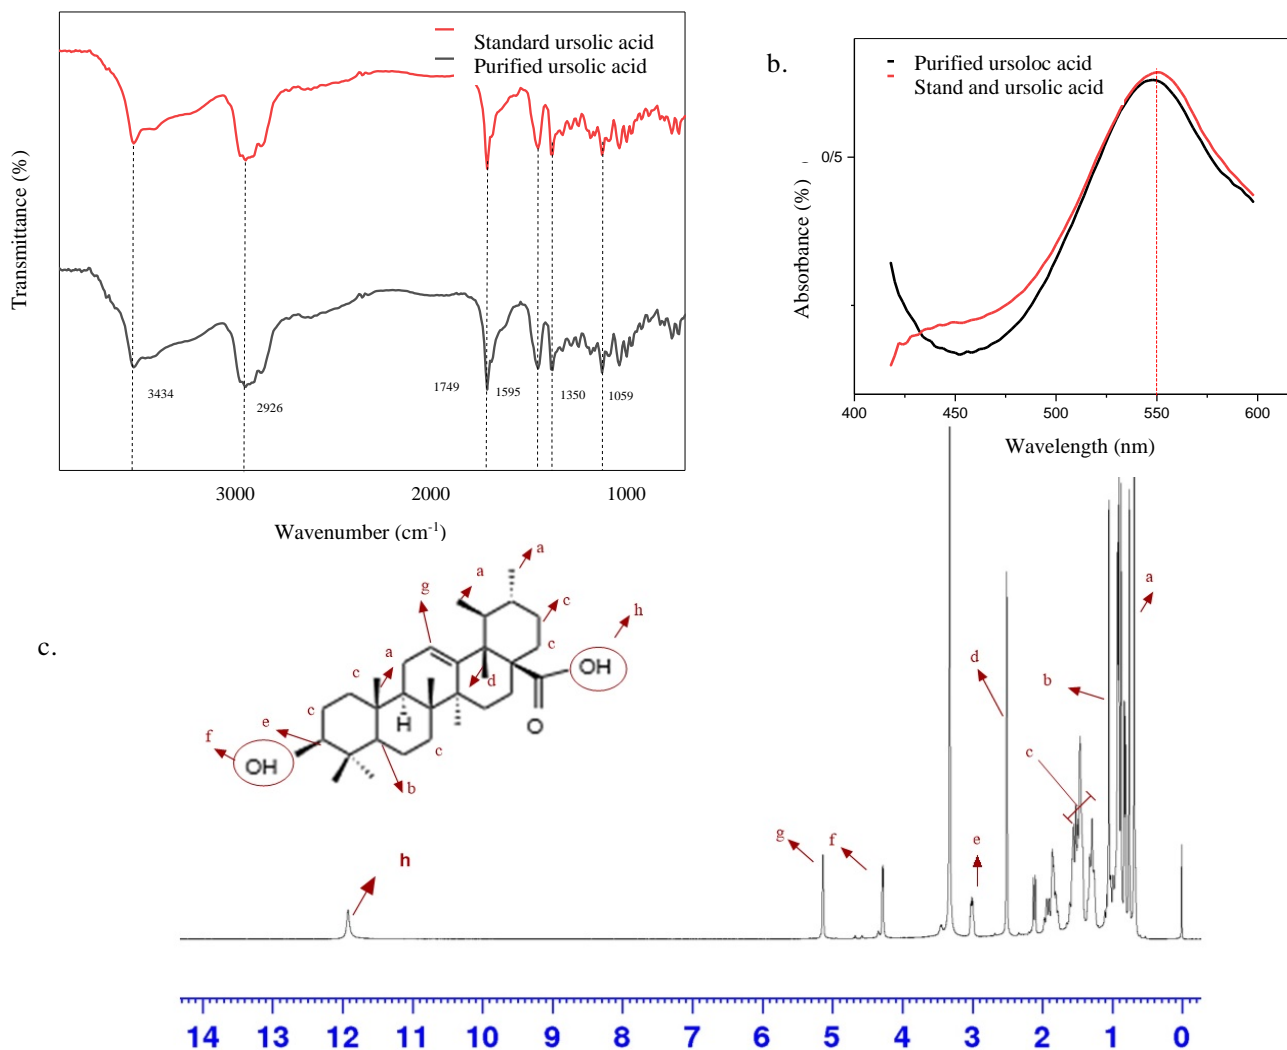 Standard ursolic acid
Purified ursolic acid
Transmittance (%)
3434
2926
1749
1595
1350
1059
3000
2000
1000
Wavenumber (cm-1)
b.
Purified ursoloc acid
Stand and ursolic acid
Absorbance (%)
0/5
400
450
500
550
600
Wavelength (nm)
c.
a
a
g
c
h
c
OH
a
c
d
c
O
H
e
f
OH
c
b
a
d
b
c
g
f
e
h
14 13 12 11 10 9 8 7 6 5 4 3 2 1 0